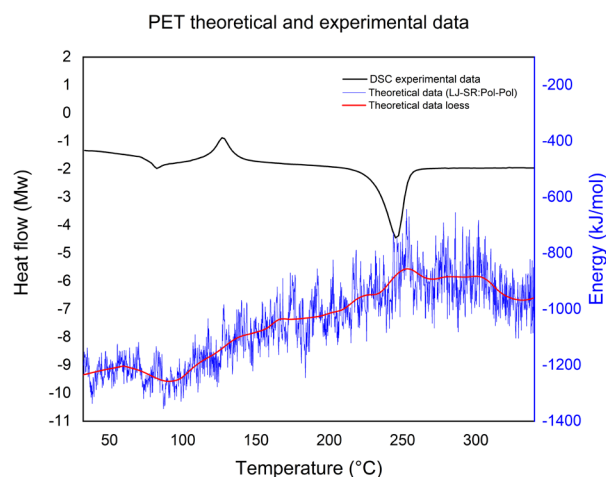 PET theoretical and experimental data
2
1
0
-1
-2
-3
-4
-5
-6
-7
-8
-9
-10
-11
Heat flow (Mw)
DSC experimental data
Theoretical data (LJ-SR:Pol-Pol)
Theoretical data loess
-200
-400
-600
-800
-1000
-1200
-1400
Energy (kJ/mol)
50 100 150 200 250 300
Temperature (°C)